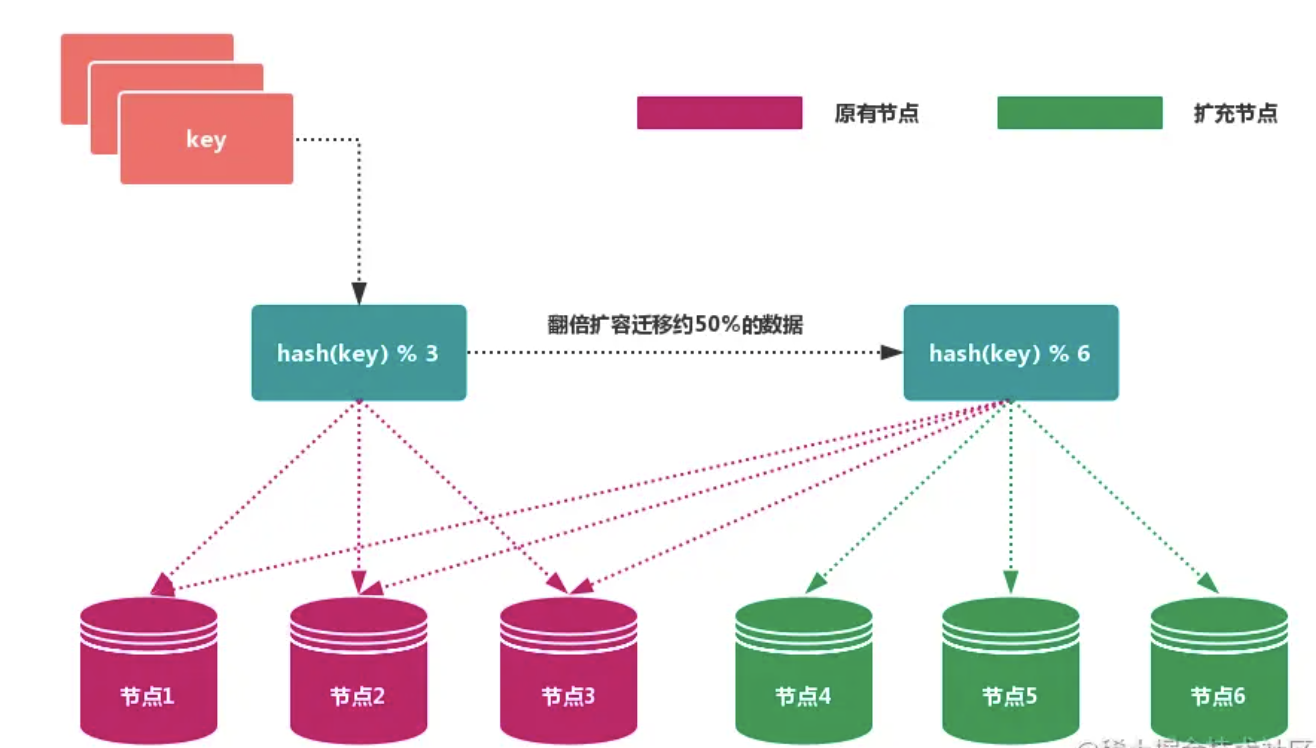 key
原有节点
扩充节点
hash(key) % 3
翻倍扩容迁移约50%的数据
hash(key) % 6
节点1
节点2
节点3
节点4
节点5
节点6